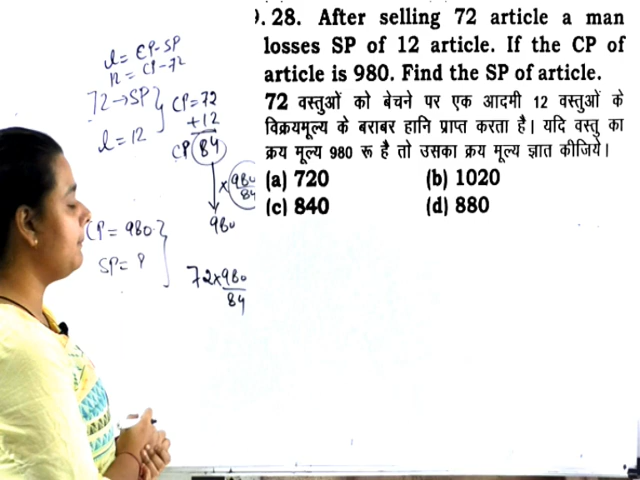 l = CP-SP
12 = CP-72
72→SP
l = 12
CP = 72
+12
CP 84
× 980/84
980
CP = 980.
SP = ?
72×980
84
. 28. After selling 72 article a man
losses SP of 12 article. If the CP of
article is 980. Find the SP of article.
72 वस्तुओं को बेचने पर एक आदमी 12 वस्तुओं के
विक्रयमूल्य के बराबर हानि प्राप्त करता है। यदि वस्तु का
क्रय मूल्य 980 रू है तो उसका क्रय मूल्य ज्ञात कीजिये।
(a) 720 (b) 1020
(c) 840 (d) 880